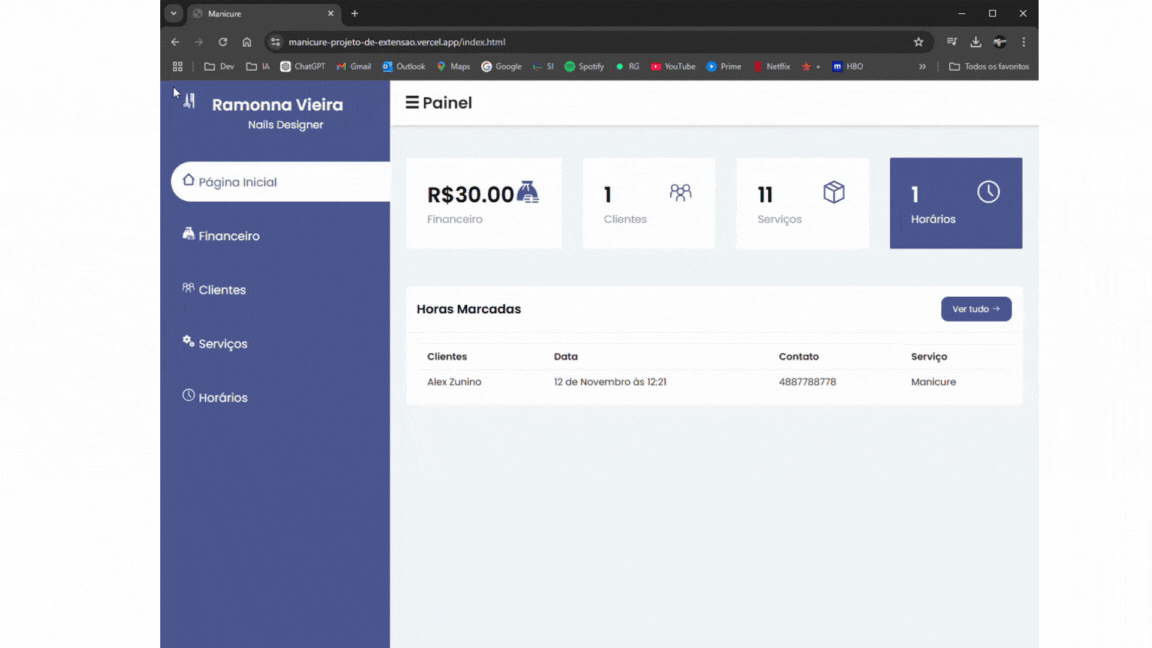 Manicure
manicure-projeto-de-extensao.vercel.app/index.html
Dev IA ChatGPT Gmail Outlook Maps Google SI Spotify RG YouTube Prime Netflix HBO » Todos os favoritos
Ramonna Vieira
Nails Designer
Página Inicial
Financeiro
Clientes
Serviços
Horários
Painel
R$30.00
Financeiro
1
Clientes
11
Serviços
1
Horários
Horas Marcadas
Ver tudo →
Clientes Data Contato Serviço
Alex Zunino 12 de Novembro às 12:21 4887788778 Manicure